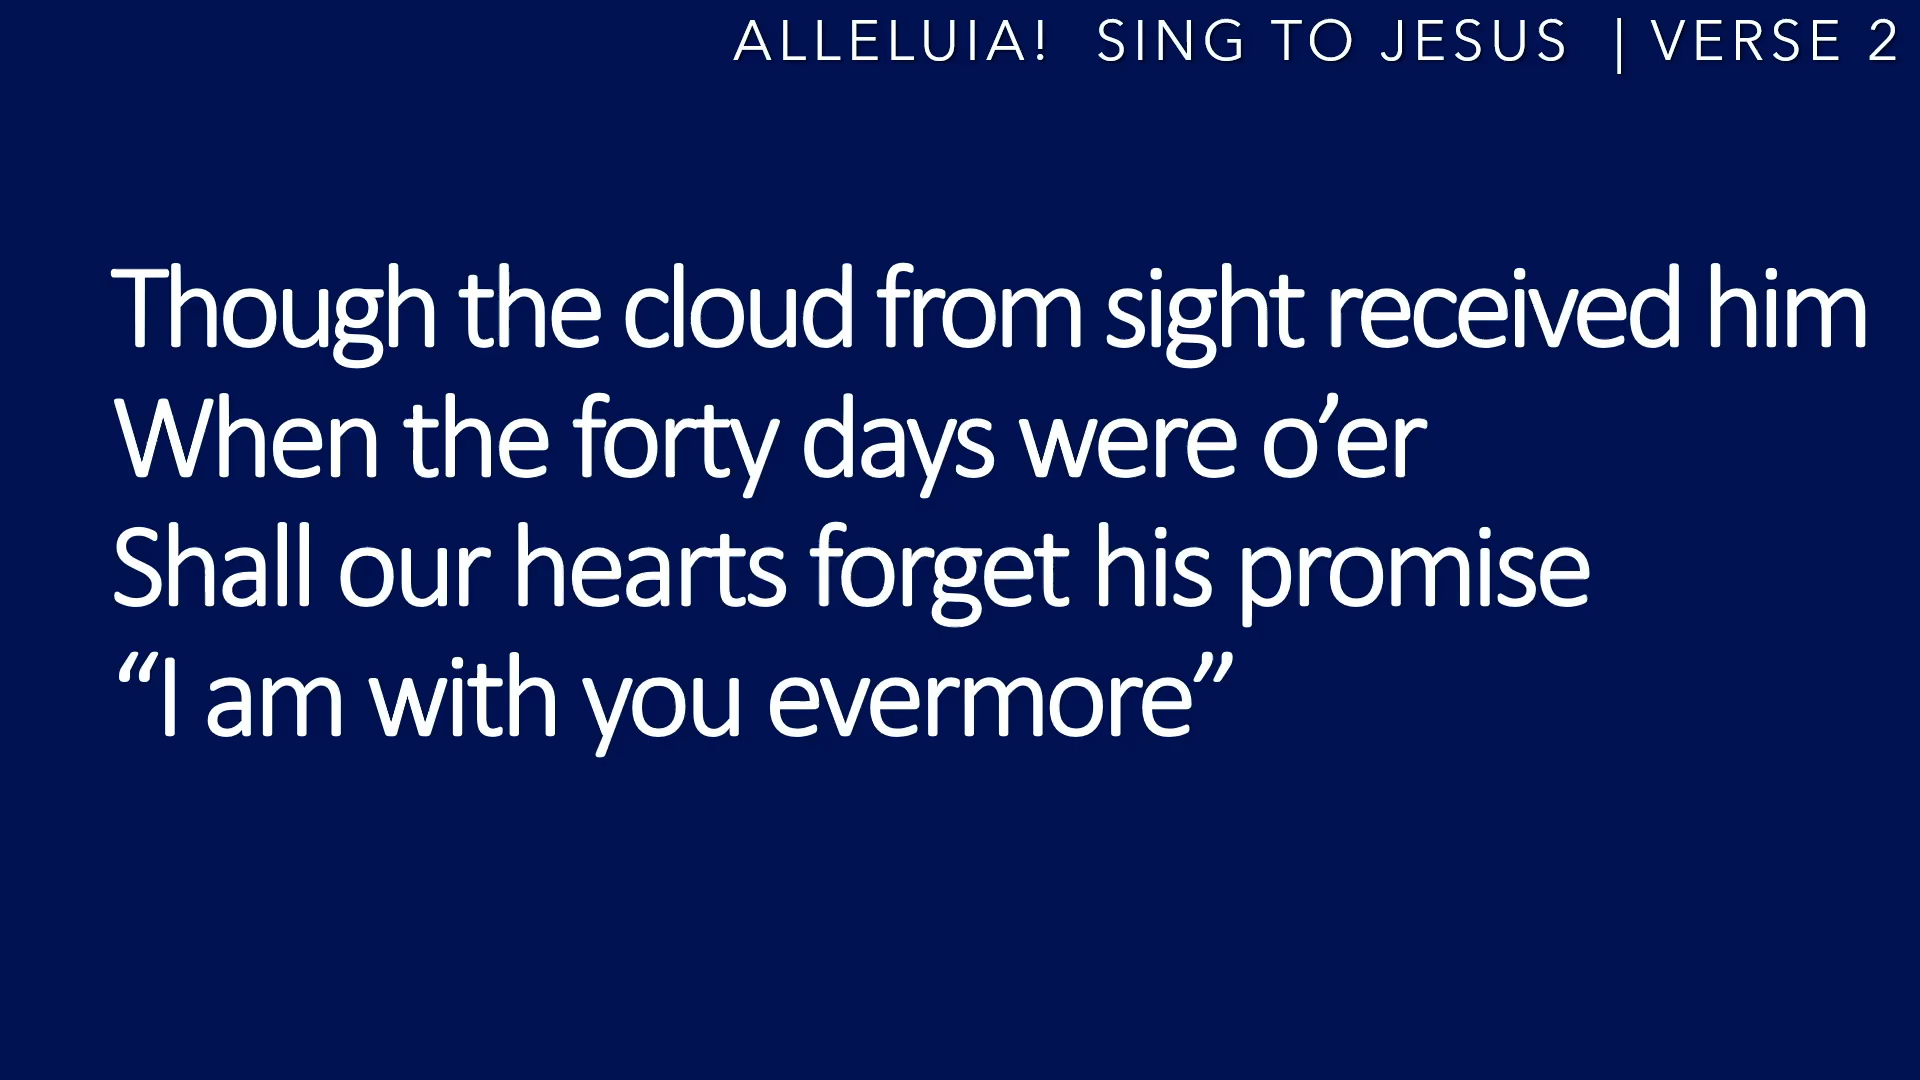 ALLELUIA! SING TO JESUS | VERSE 2
Though the cloud from sight received him
When the forty days were o’er
Shall our hearts forget his promise
“I am with you evermore”